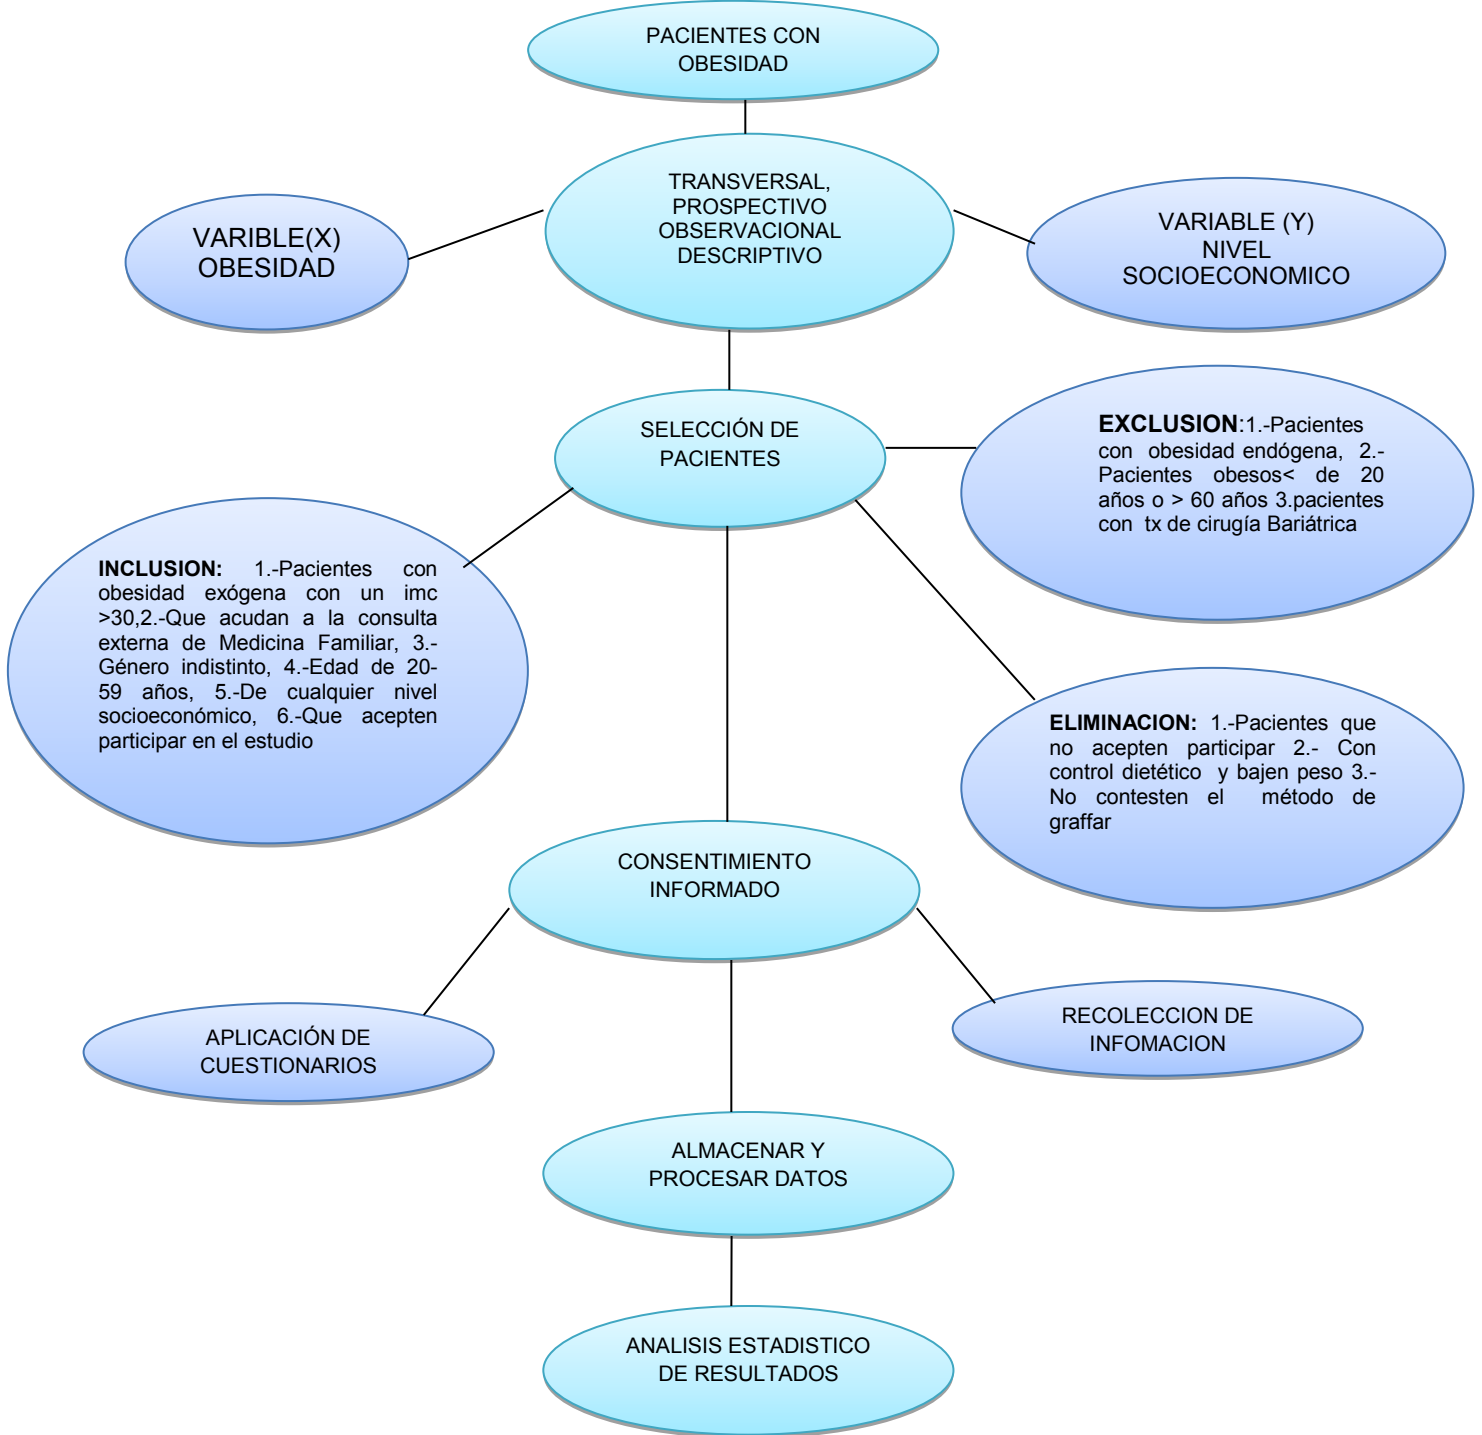 PACIENTES CON
OBESIDAD
TRANSVERSAL,
PROSPECTIVO
OBSERVACIONAL
DESCRIPTIVO
VARIBLE(X)
OBESIDAD
VARIABLE (Y)
NIVEL
SOCIOECONOMICO
SELECCIÓN DE
PACIENTES
EXCLUSION:1.-Pacientes
con obesidad endógena, 2.-
Pacientes obesos< de 20
años o > 60 años 3.pacientes
con tx de cirugía Bariátrica
INCLUSION: 1.-Pacientes con
obesidad exógena con un imc
>30,2.-Que acudan a la consulta
externa de Medicina Familiar, 3.-
Género indistinto, 4.-Edad de 20-
59 años, 5.-De cualquier nivel
socioeconómico, 6.-Que acepten
participar en el estudio
ELIMINACION: 1.-Pacientes que
no acepten participar 2.- Con
control dietético y bajen peso 3.-
No contesten el método de
graffar
CONSENTIMIENTO
INFORMADO
APLICACIÓN DE
CUESTIONARIOS
RECOLECCION DE
INFOMACION
ALMACENAR Y
PROCESAR DATOS
ANALISIS ESTADISTICO
DE RESULTADOS